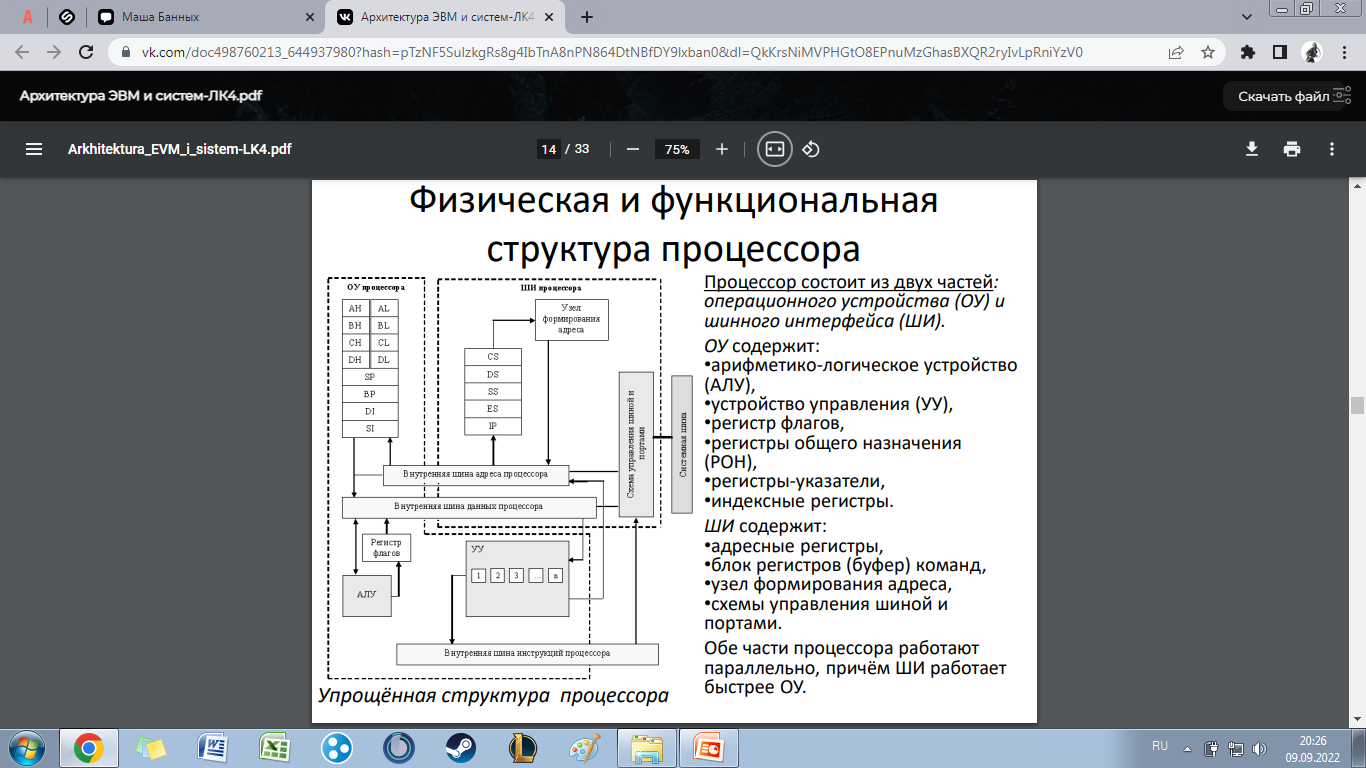 Маша Банных
Архитектура ЭВМ и систем-ЛК4
vk.com/doc498760213_644937980?hash=pTzNF5SulzkgRs8g4IbTnA8nPN864DtNBfDY9lxban0&dl=QkKrsNiMVPHGtO8EPnuMzGhasBXQR2ryIvLpRniYzV0
Архитектура ЭВМ и систем-ЛК4.pdf
Скачать файл
Arkhitektura_EVM_i_sistem-LK4.pdf
14 / 33
75%
Физическая и функциональная
структура процессора
ОУ процессора
ШИ процессора
AH AL
BH BL
CH CL
DH DL
SP
BP
DI
SI
Узел
формирования
адреса
CS
DS
SS
ES
IP
Схема управления шиной и
портами
Системная шина
Внутренняя шина адреса процессора
Внутренняя шина данных процессора
Регистр
флагов
АЛУ
УУ
1 2 3 ... n
Внутренняя шина инструкций процессора
Упрощённая структура процессора
Процессор состоит из двух частей:
операционного устройства (ОУ) и
шинного интерфейса (ШИ).
ОУ содержит:
•арифметико-логическое устройство
(АЛУ),
•устройство управления (УУ),
•регистр флагов,
•регистры общего назначения
(РОН),
•регистры-указатели,
•индексные регистры.
ШИ содержит:
•адресные регистры,
•блок регистров (буфер) команд,
•узел формирования адреса,
•схемы управления шиной и
портами.
Обе части процессора работают
параллельно, причём ШИ работает
быстрее ОУ.
RU
20:26
09.09.2022